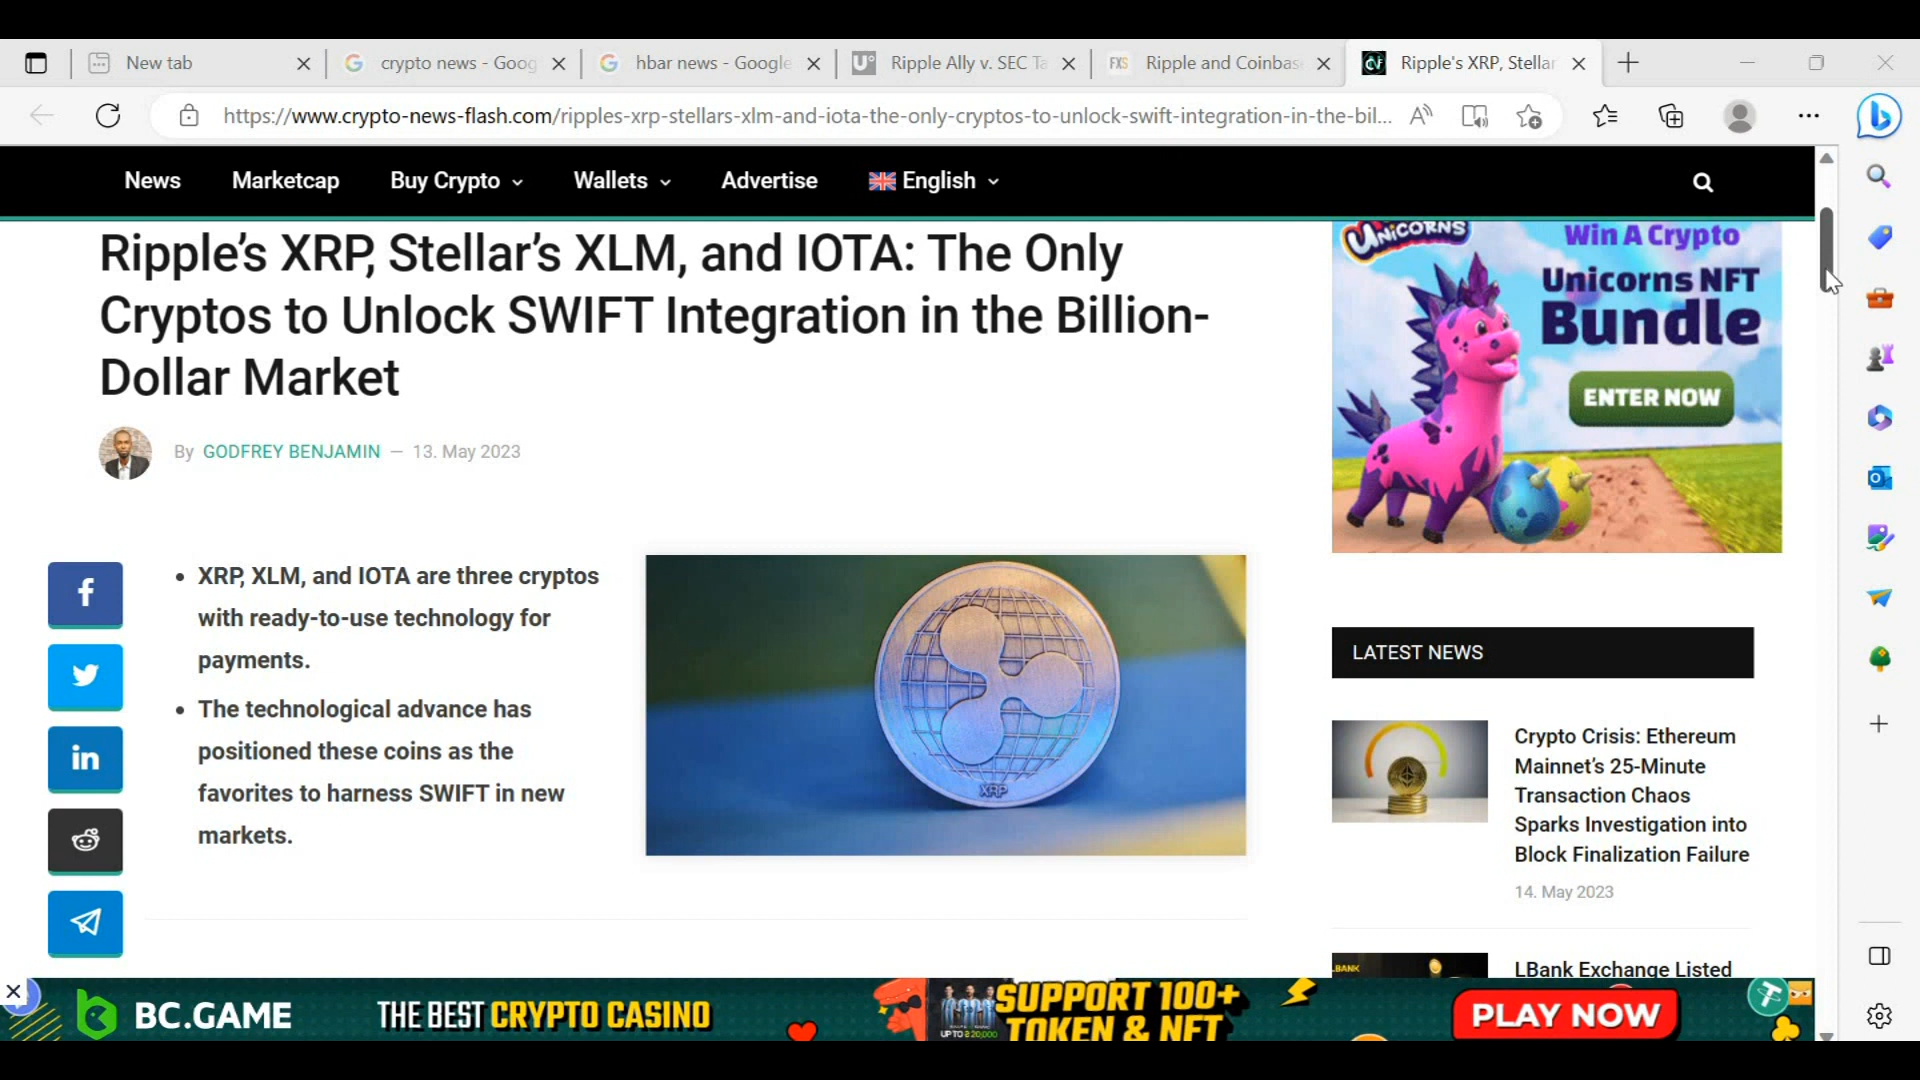 New tab
crypto news - Goog
hbar news - Google
Ripple Ally v. SEC Ta
FXS
Ripple and Coinbas
Ripple's XRP, Stellar
https://www.crypto-news-flash.com/ripples-xrp-stellars-xlm-and-iota-the-only-cryptos-to-unlock-swift-integration-in-the-bil...
News
Marketcap
Buy Crypto
Wallets
Advertise
English
Ripple’s XRP, Stellar’s XLM, and IOTA: The Only
Cryptos to Unlock SWIFT Integration in the Billion-
Dollar Market
By GODFREY BENJAMIN — 13. May 2023
XRP, XLM, and IOTA are three cryptos
with ready-to-use technology for
payments.
The technological advance has
positioned these coins as the
favorites to harness SWIFT in new
markets.
XRP
UNICORNS
Win A Crypto
Unicorns NFT
Bundle
ENTER NOW
LATEST NEWS
Crypto Crisis: Ethereum
Mainnet’s 25-Minute
Transaction Chaos
Sparks Investigation into
Block Finalization Failure
14. May 2023
LBANK
LBank Exchange Listed
BC.GAME
THE BEST CRYPTO CASINO
UP TO ₿ 20,000
SUPPORT 100+
TOKEN & NFT
PLAY NOW